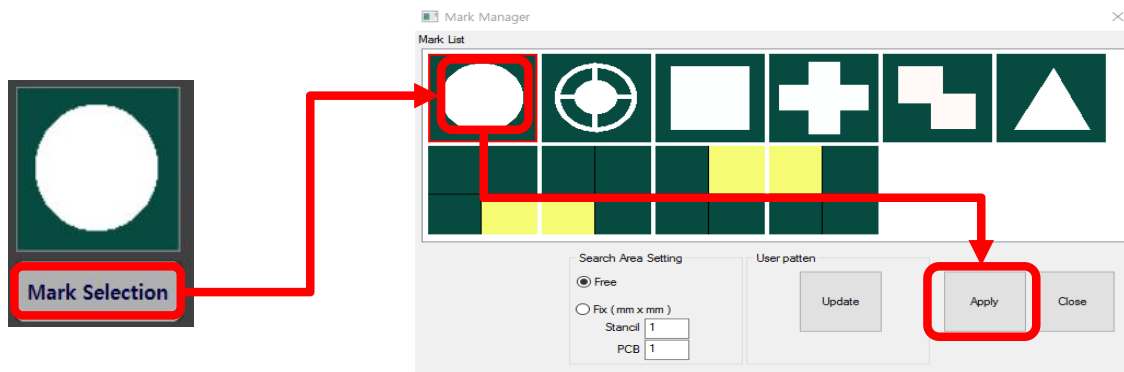 Mark Selection
Mark Manager
Mark List
Search Area Setting
Free
Fix ( mm x mm )
Stancil 1
PCB 1
User patten
Update
Apply
Close